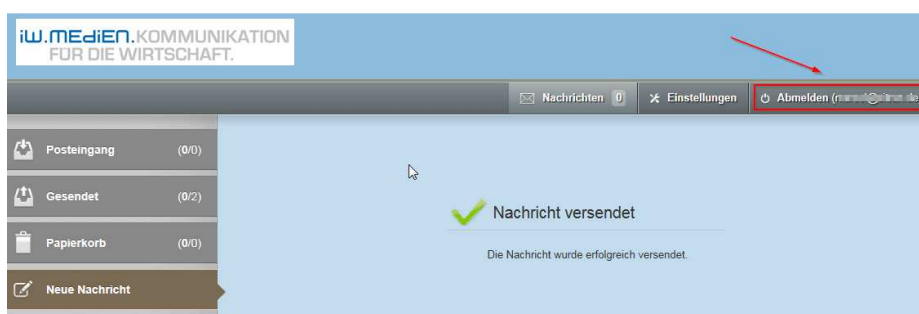 iW.MEDIEN.KOMMUNIKATION
FÜR DIE WIRTSCHAFT.
Nachrichten 0
Einstellungen
Abmelden (
Posteingang (0/0)
Gesendet (0/2)
Papierkorb (0/0)
Neue Nachricht
Nachricht versendet
Die Nachricht wurde erfolgreich versendet.